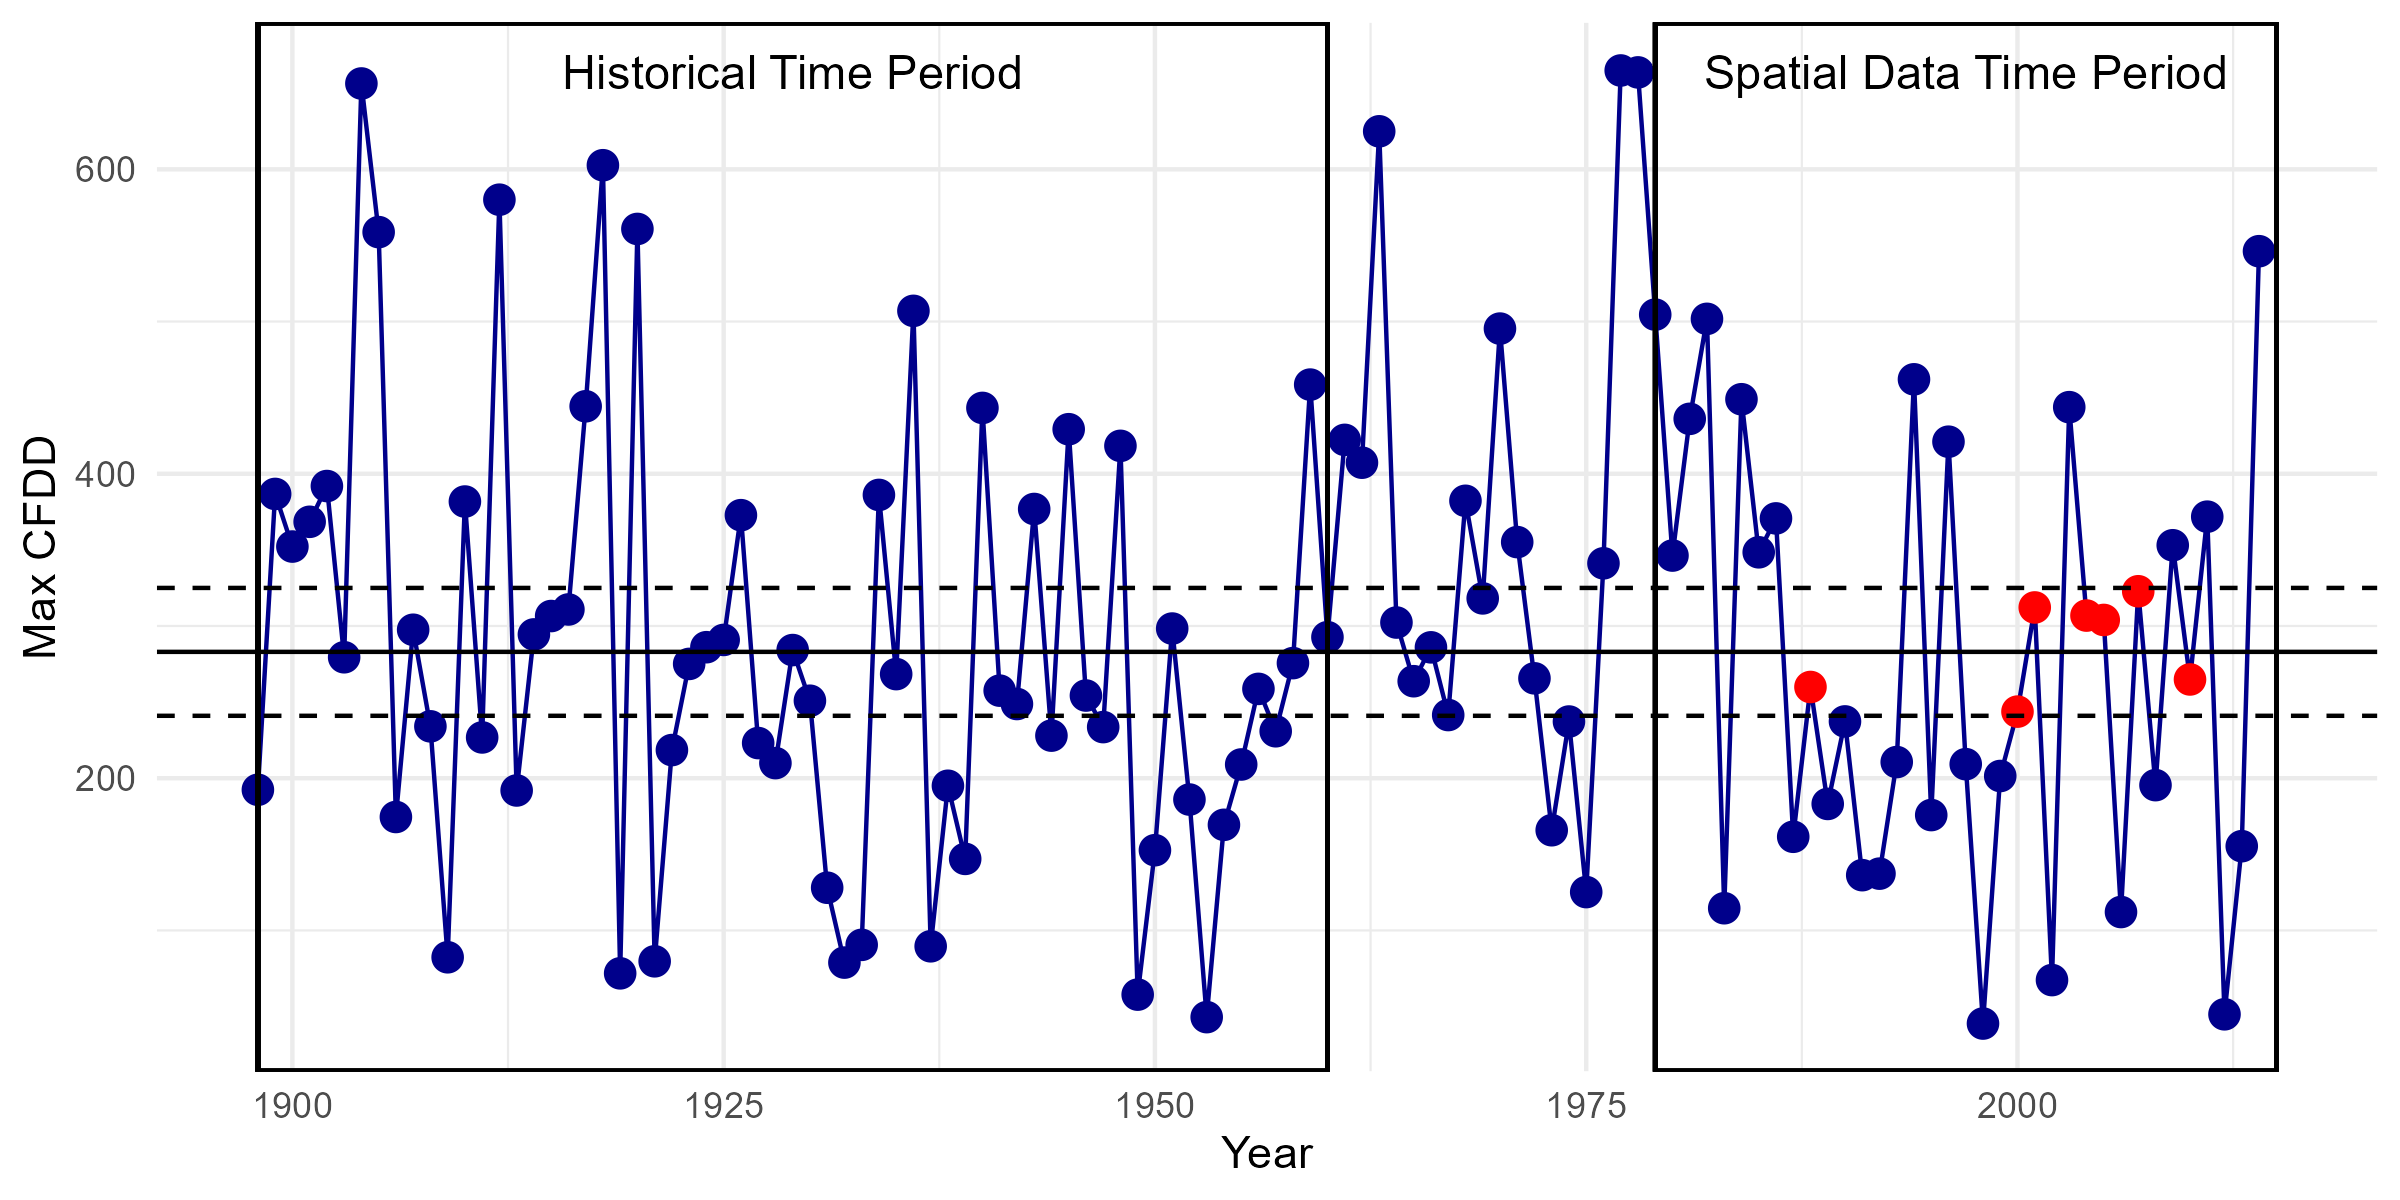 Historical Time Period
Spatial Data Time Period
600
400
200
Max CFDD
1900
1925
1950
1975
2000
Year